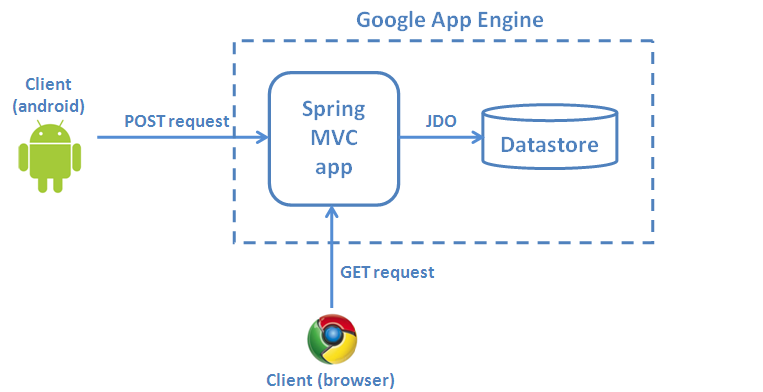 Google App Engine
Client
(android)
POST request
Spring
MVC
app
JDO
Datastore
GET request
Client (browser)